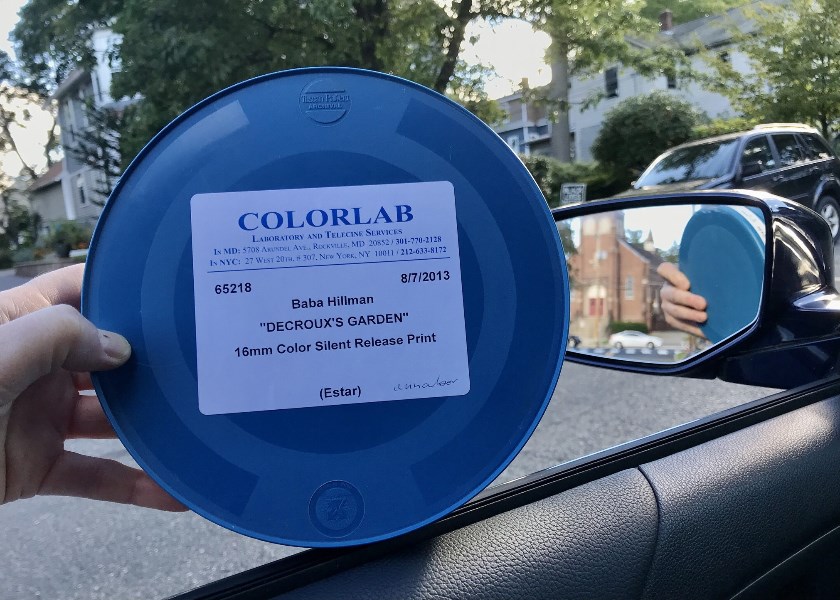 COLORLAB
LABORATORY AND TELECINE SERVICES
IN MD: 5708 ARUNDEL AVE., ROCKVILLE, MD 20852 / 301-770-2128
IN NYC: 27 WEST 20TH, # 307, NEW YORK, NY 10011 / 212-633-8172
65218 8/7/2013
Baba Hillman
"DECROUX'S GARDEN"
16mm Color Silent Release Print
(Estar)